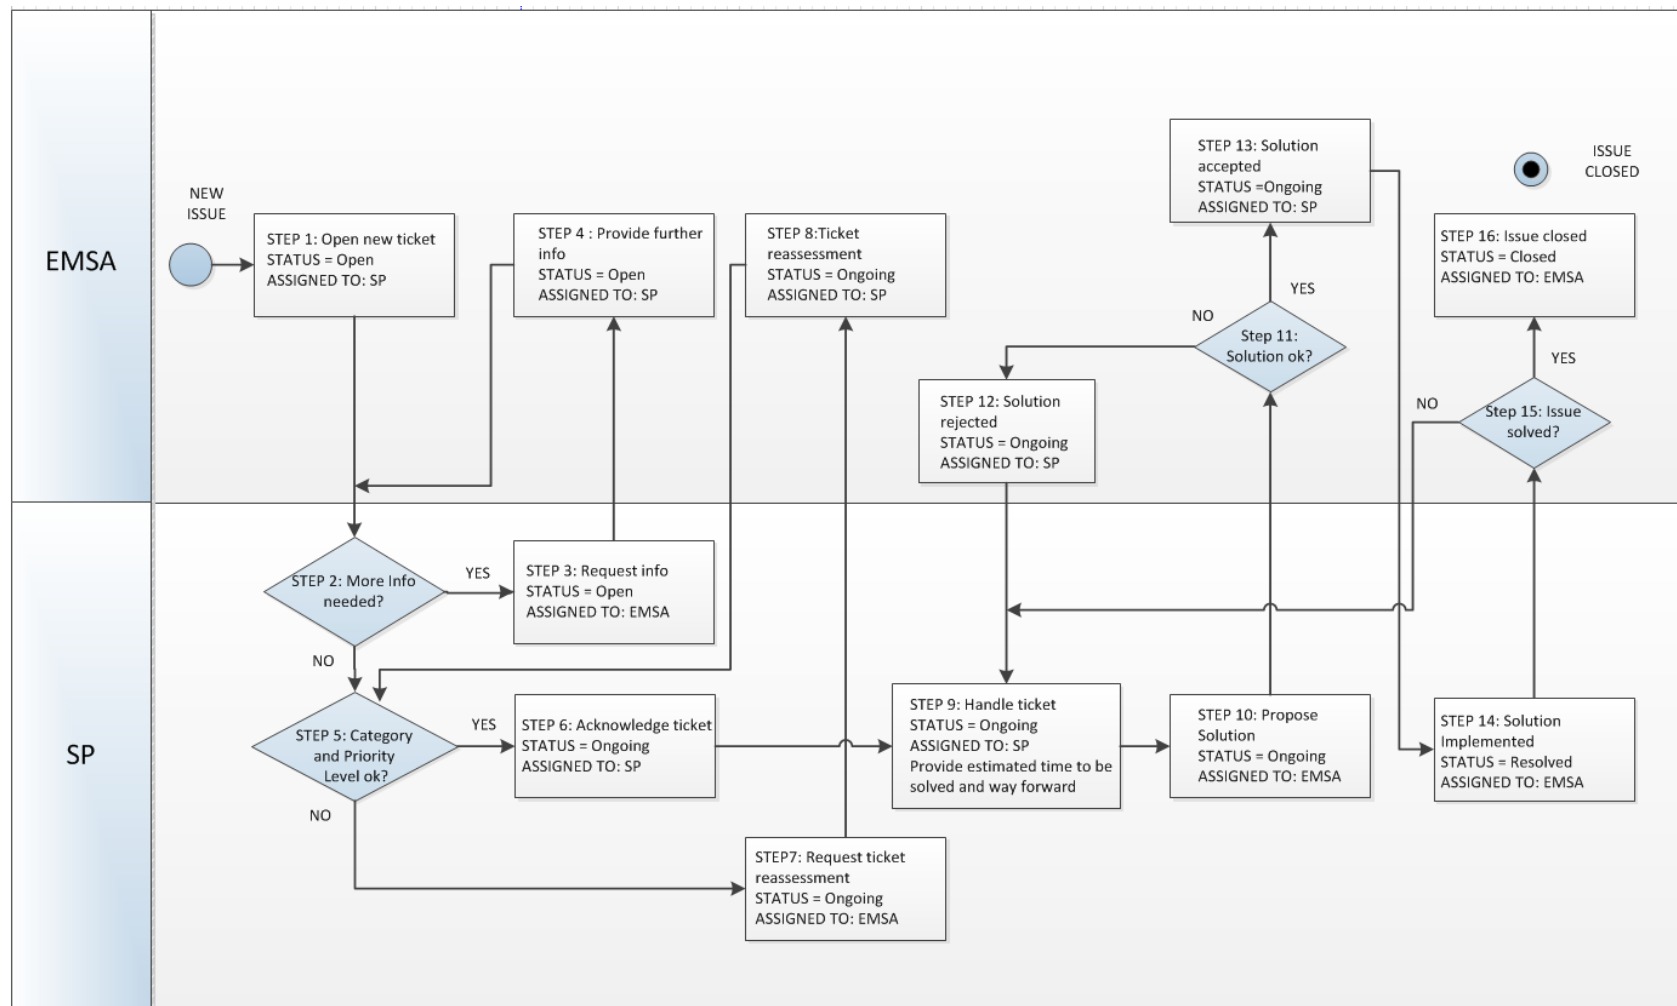 EMSA
NEW
ISSUE
STEP 1: Open new ticket
STATUS = Open
ASSIGNED TO: SP
STEP 4 : Provide further
info
STATUS = Open
ASSIGNED TO: SP
STEP 8:Ticket
reassessment
STATUS = Ongoing
ASSIGNED TO: SP
STEP 13: Solution
accepted
STATUS =Ongoing
ASSIGNED TO: SP
ISSUE
CLOSED
STEP 16: Issue closed
STATUS = Closed
ASSIGNED TO: EMSA
YES
NO
Step 11:
Solution ok?
YES
NO
Step 15: Issue
solved?
STEP 12: Solution
rejected
STATUS = Ongoing
ASSIGNED TO: SP
SP
STEP 2: More Info
needed?
YES
NO
STEP 3: Request info
STATUS = Open
ASSIGNED TO: EMSA
STEP 5: Category
and Priority
Level ok?
YES
NO
STEP 6: Acknowledge ticket
STATUS = Ongoing
ASSIGNED TO: SP
STEP7: Request ticket
reassessment
STATUS = Ongoing
ASSIGNED TO: EMSA
STEP 9: Handle ticket
STATUS = Ongoing
ASSIGNED TO: SP
Provide estimated time to be
solved and way forward
STEP 10: Propose
Solution
STATUS = Ongoing
ASSIGNED TO: EMSA
STEP 14: Solution
Implemented
STATUS = Resolved
ASSIGNED TO: EMSA